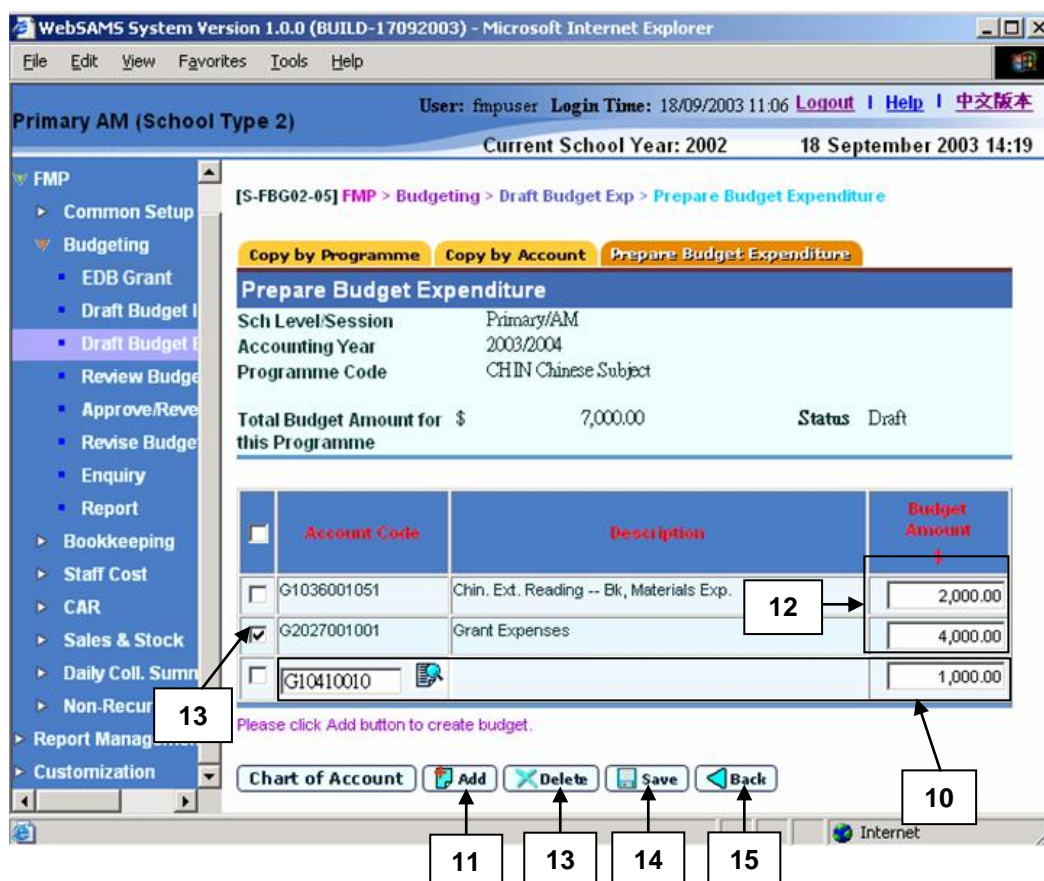 WebSAMS System Version 1.0.0 (BUILD-17092003) - Microsoft Internet Explorer
File Edit View Favorites Tools Help
User: fmpuser Login Time: 18/09/2003 11:06 Logout | Help | 中文版本
Primary AM (School Type 2)
Current School Year: 2002 18 September 2003 14:19
FMP
Common Setup
Budgeting
EDB Grant
Draft Budget I
Draft Budget E
Review Budge
Approve/Reve
Revise Budge
Enquiry
Report
Bookkeeping
Staff Cost
CAR
Sales & Stock
Daily Coll. Summ
Non-Recur
Report Management
Customization
[S-FBG02-05] FMP > Budgeting > Draft Budget Exp > Prepare Budget Expenditure
Copy by Programme Copy by Account Prepare Budget Expenditure
Prepare Budget Expenditure
Sch Level/Session Primary/AM
Accounting Year 2003/2004
Programme Code CHIN Chinese Subject
Total Budget Amount for $ 7,000.00 Status Draft
this Programme
Account Code Description Budget
Amount
+
G1036001051 Chin. Ext. Reading -- Bk, Materials Exp. 2,000.00
12
G2027001001 Grant Expenses 4,000.00
G10410010 1,000.00
13
Please click Add button to create budget.
Chart of Account Add Delete Save Back
10
Internet
11 13 14 15